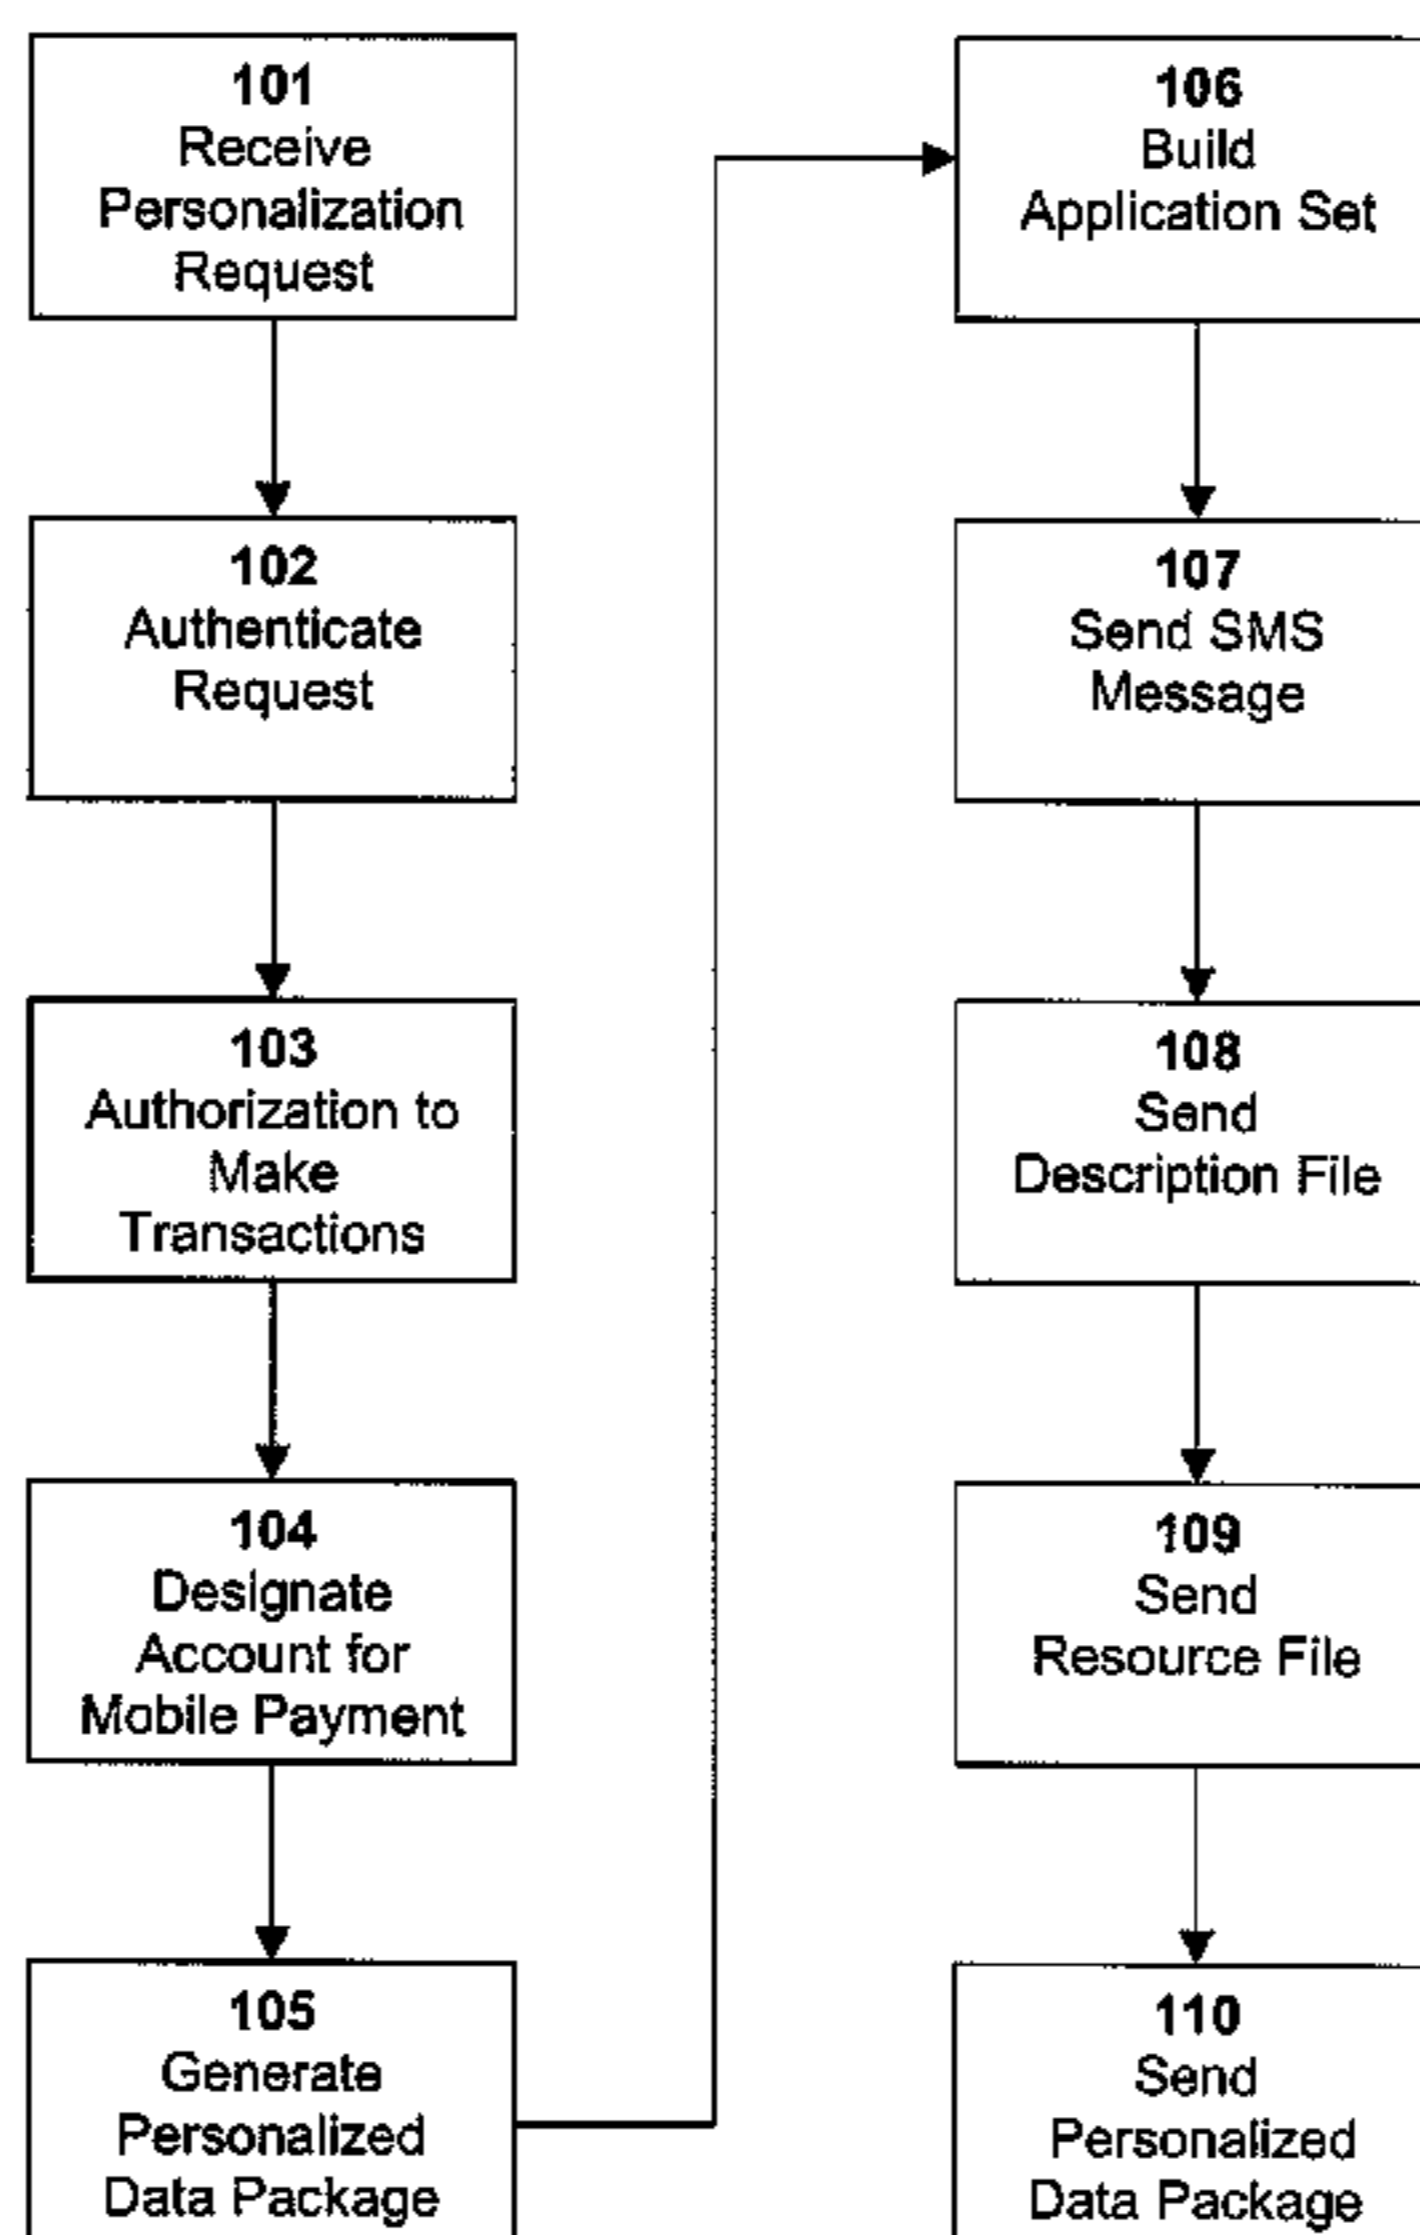 101
Receive
Personalization
Request
102
Authenticate
Request
103
Authorization to
Make
Transactions
104
Designate
Account for
Mobile Payment
105
Generate
Personalized
Data Package
106
Build
Application Set
107
Send SMS
Message
108
Send
Description File
109
Send
Resource File
110
Send
Personalized
Data Package